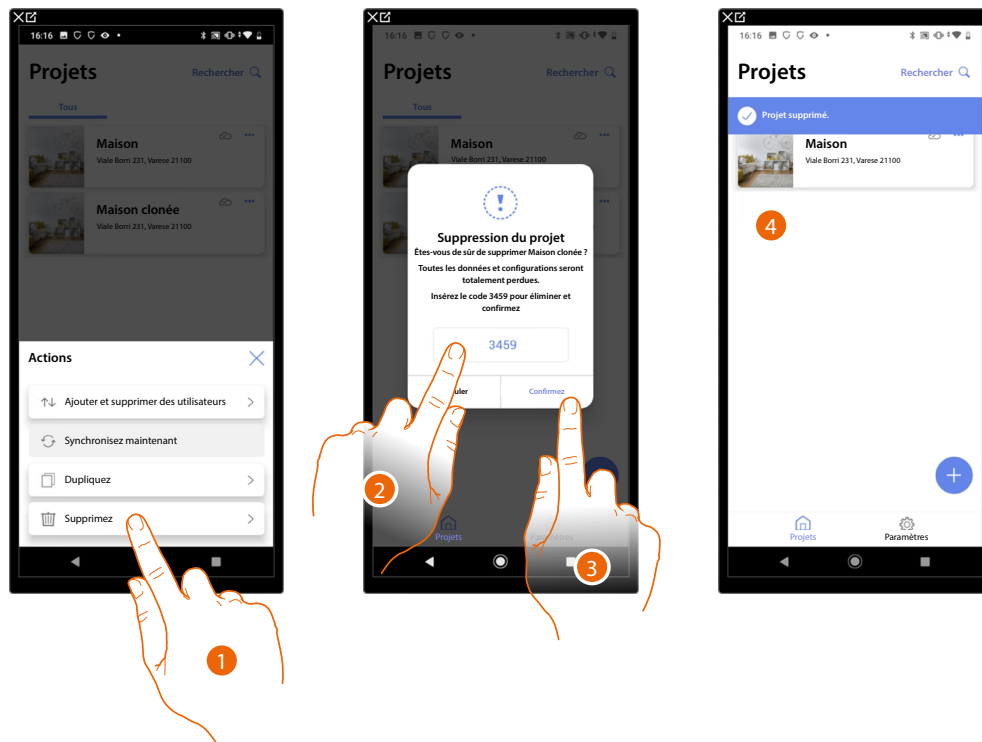 16:16
Projets
Rechercher
Tous
Maison
Viale Borri 231, Varese 21100
Maison clonée
Viale Borri 231, Varese 21100
Actions
Ajouter et supprimer des utilisateurs
Synchronisez maintenant
Dupliquez
Supprimez
1
16:16
Projets
Rechercher
Tous
Maison
Viale Borri 231, Varese 21100
Suppression du projet
Êtes-vous de sûr de supprimer Maison clonée ?
Toutes les données et configurations seront
totalement perdues.
Insérez le code 3459 pour éliminer et
confirmez
3459
uler
Confirmez
2
Projets
Paramètres
3
16:16
Projets
Rechercher
Projet supprimé.
Maison
Viale Borri 231, Varese 21100
4
Projets
Paramètres